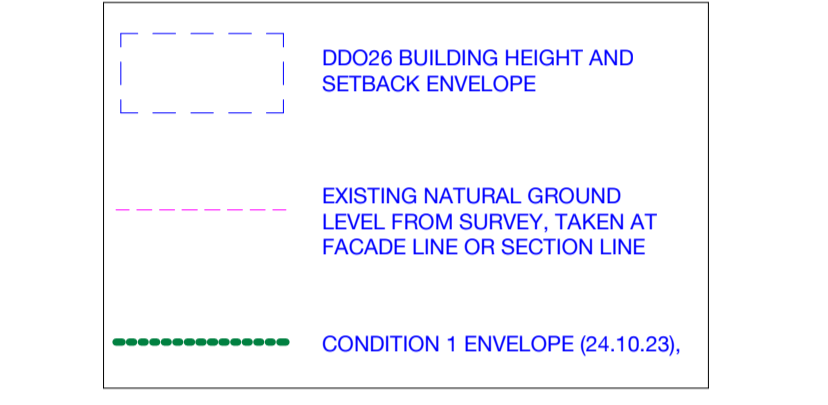 DDO26 BUILDING HEIGHT AND
SETBACK ENVELOPE
EXISTING NATURAL GROUND
LEVEL FROM SURVEY, TAKEN AT
FACADE LINE OR SECTION LINE
CONDITION 1 ENVELOPE (24.10.23),